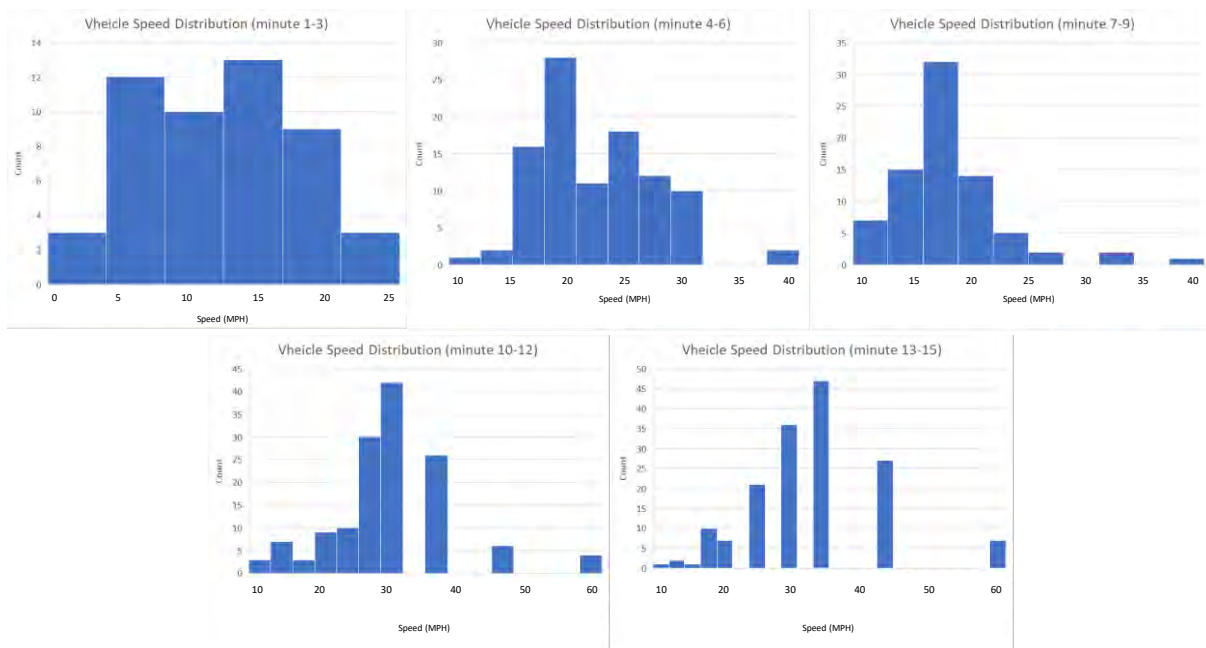 Vheicle Speed Distribution (minute 1-3)
14
12
10
8
6
4
2
0
Count
0 5 10 15 20 25
Speed (MPH)
Vheicle Speed Distribution (minute 4-6)
30
25
20
15
10
5
0
Count
10 15 20 25 30 35 40
Speed (MPH)
Vheicle Speed Distribution (minute 7-9)
35
30
25
20
15
10
5
0
Count
10 15 20 25 30 35 40
Speed (MPH)
Vheicle Speed Distribution (minute 10-12)
45
40
35
30
25
20
15
10
5
0
Count
10 20 30 40 50 60
Speed (MPH)
Vheicle Speed Distribution (minute 13-15)
50
45
40
35
30
25
20
15
10
5
0
Count
10 20 30 40 50 60
Speed (MPH)